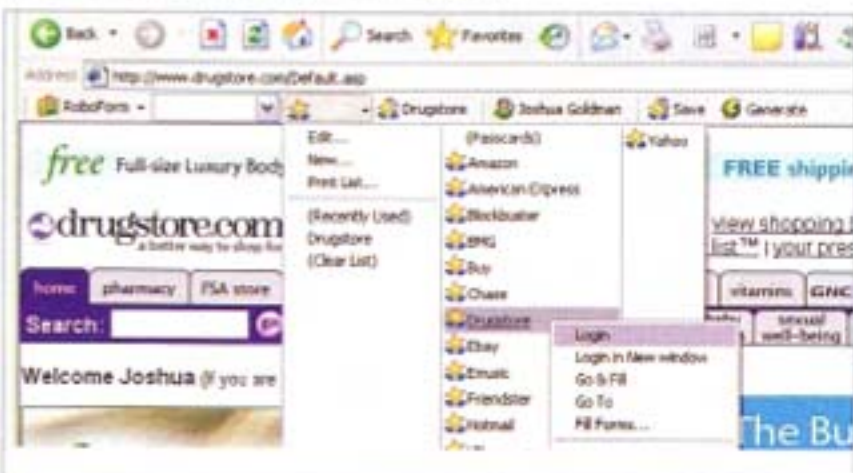 Back
Search
Favorites
Address http://www.drugstore.com/Default.asp
RoboForm
Drugstore
Joshua Goldman
Save
Generate
free Full-size Luxury Body
drugstore.com
a better way to shop for
home
pharmacy
FSA store
Search:
Welcome Joshua (if you are
Edit...
New...
Print List...
(Recently Used)
Drugstore
(Clear List)
(Passcards)
Amazon
American Express
Blockbuster
BMG
Buy
Chase
Drugstore
Ebay
Emusic
Friendster
Hotmail
Yahoo
Login
Login in New window
Go & Fill
Go To
Fill Forms...
FREE shippin
view shopping
list™ | your pres
vitamins
GNC
sexual
well-being
The Bu